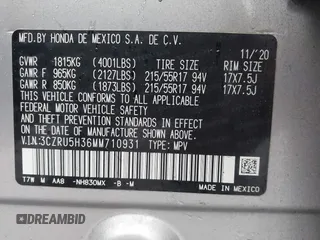 MFD.BY HONDA DE MEXICO S.A. DE C.V.
11/'20
GVWR 1815KG (4001LBS) TIRE SIZE RIM SIZE
GAWR F 965KG (2127LBS) 215/55R17 94V 17X7.5J
GAWR R 850KG (1873LBS) 215/55R17 94V 17X7.5J
THIS VEHICLE CONFORMS TO ALL APPLICABLE
FEDERAL MOTOR VEHICLE SAFETY AND THEFT
PREVENTION STANDARDS IN EFFECT ON THE DATE
OF MANUFACTURE SHOWN ABOVE.
V.I.N:3CZRU5H36MM710931 TYPE: MPV
T7W M AA8 -NH830MX -B -M
MADE IN MEXICO
© AUTOBIDMASTER